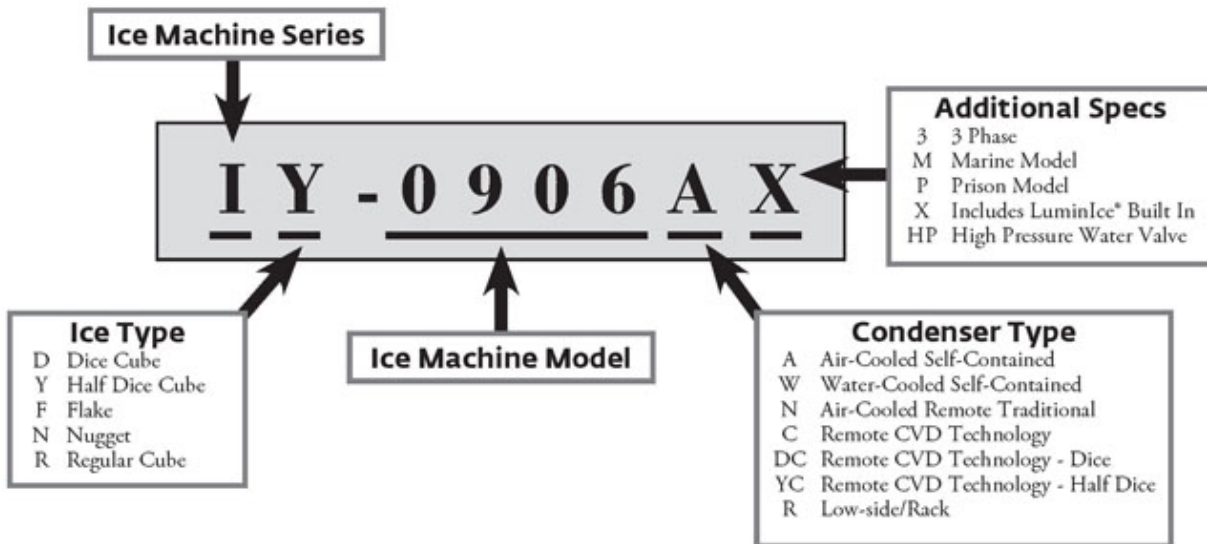 Ice Machine Series
I Y - 0 9 0 6 A X
Additional Specs
3 3 Phase
M Marine Model
P Prison Model
X Includes LuminIce® Built In
HP High Pressure Water Valve
Ice Type
D Dice Cube
Y Half Dice Cube
F Flake
N Nugget
R Regular Cube
Ice Machine Model
Condenser Type
A Air-Cooled Self-Contained
W Water-Cooled Self-Contained
N Air-Cooled Remote Traditional
C Remote CVD Technology
DC Remote CVD Technology - Dice
YC Remote CVD Technology - Half Dice
R Low-side/Rack